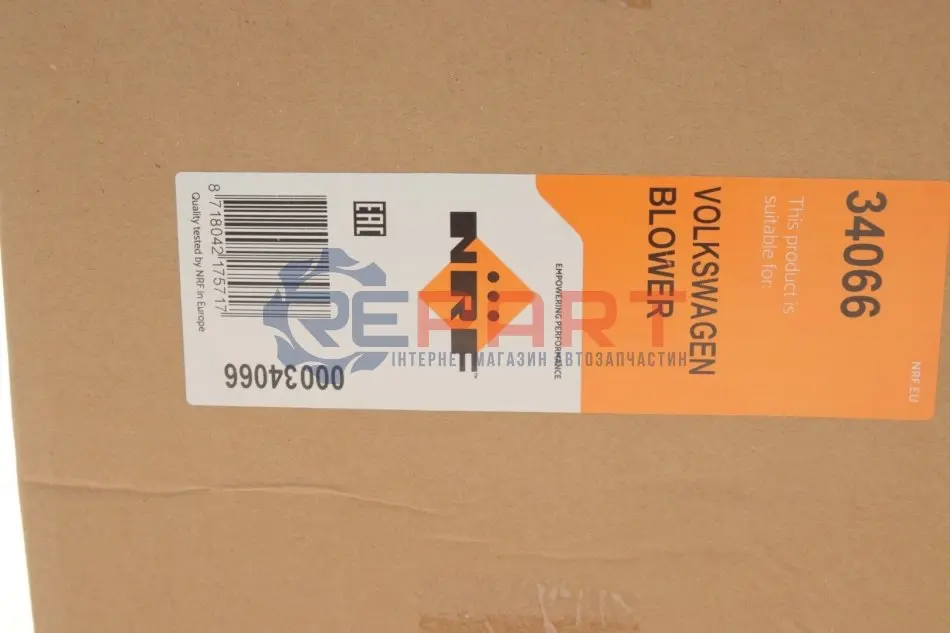 34066
This product is
suitable for:
VOLKSWAGEN
BLOWER
NRF.EU
EMPOWERING PERFORMANCE
NRF™
EAC
8 718042 175717
Quality tested by NRF in Europe
00034066
REPART
ІНТЕРНЕТ МАГАЗИН АВТОЗАПЧАСТИН